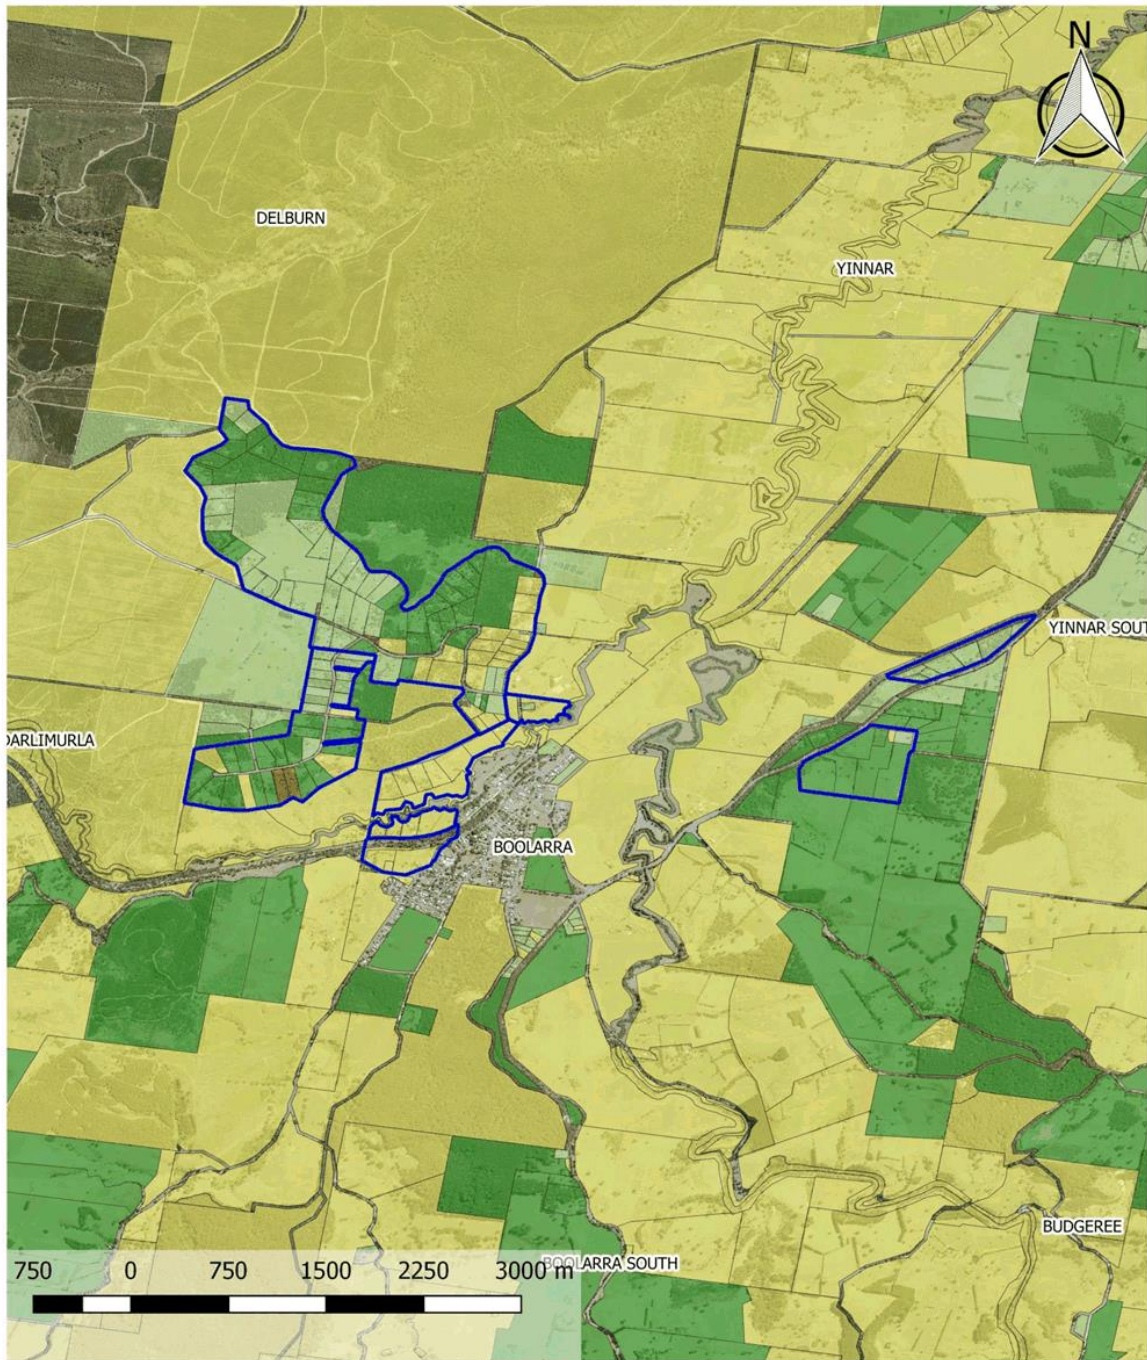 N
DELBURN
YINNAR
YINNAR SOUT
DARLIMURLA
BOOLARRA
BUDGEREE
BOOLARRA SOUTH
750 0 750 1500 2250 3000 m